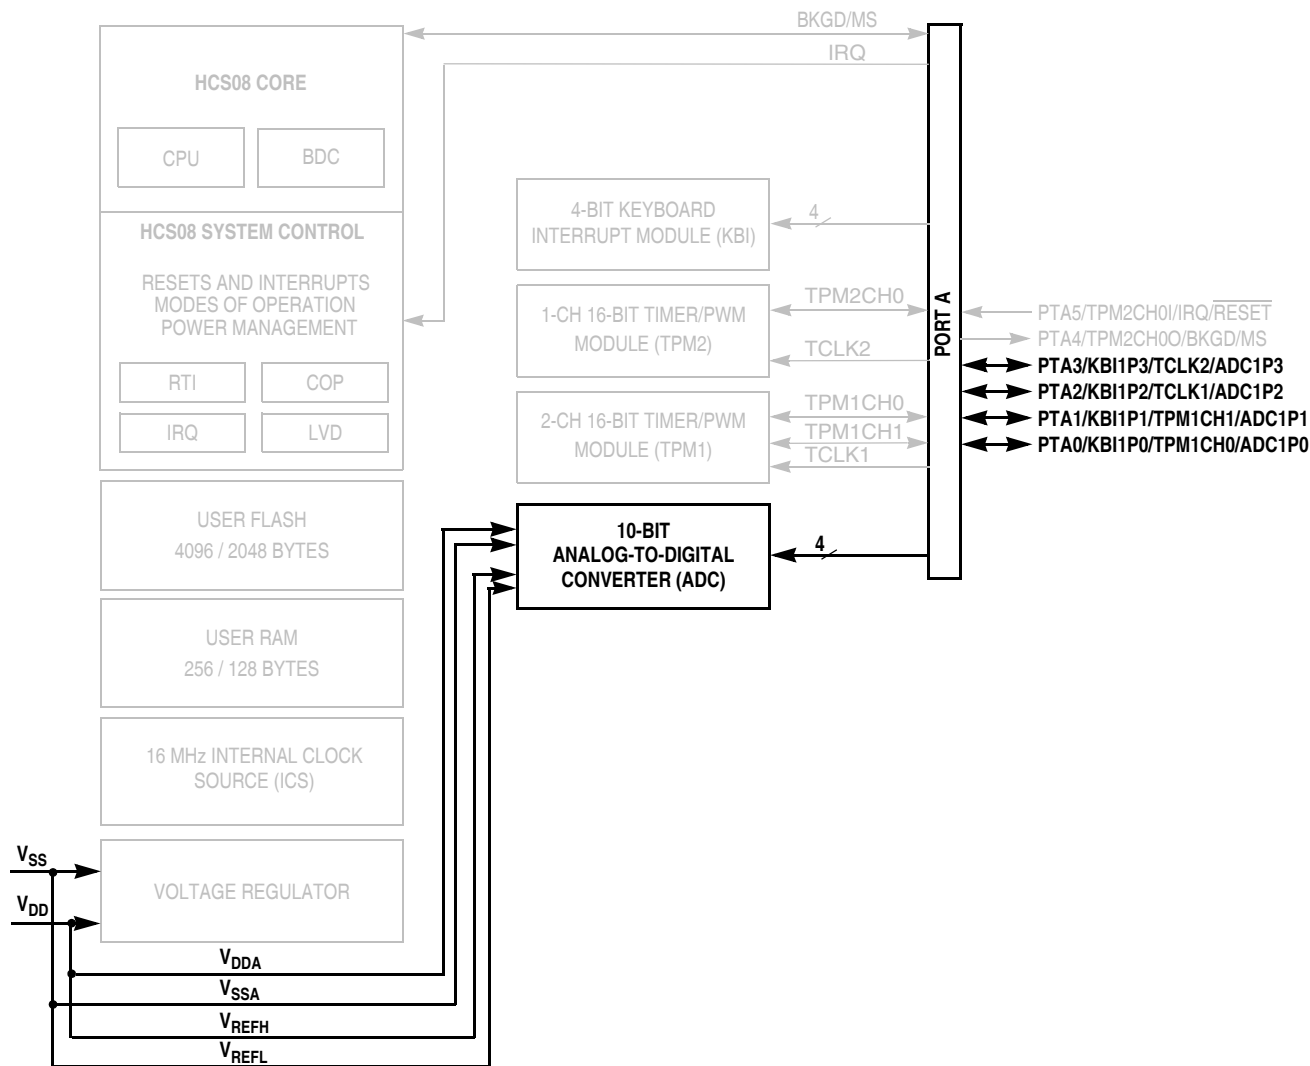 BKGD/MS
IRQ
HCS08 CORE
CPU
BDC
HCS08 SYSTEM CONTROL
RESETS AND INTERRUPTS
MODES OF OPERATION
POWER MANAGEMENT
RTI
COP
IRQ
LVD
USER FLASH
4096 / 2048 BYTES
USER RAM
256 / 128 BYTES
16 MHz INTERNAL CLOCK
SOURCE (ICS)
VOLTAGE REGULATOR
VSS
VDD
VDDA
VSSA
VREFH
VREFL
4-BIT KEYBOARD
INTERRUPT MODULE (KBI)
4
1-CH 16-BIT TIMER/PWM
MODULE (TPM2)
TPM2CH0
TCLK2
2-CH 16-BIT TIMER/PWM
MODULE (TPM1)
TPM1CH0
TPM1CH1
TCLK1
10-BIT
ANALOG-TO-DIGITAL
CONVERTER (ADC)
4
PORT A
PTA5/TPM2CH0I/IRQ/RESET
PTA4/TPM2CH0O/BKGD/MS
PTA3/KBI1P3/TCLK2/ADC1P3
PTA2/KBI1P2/TCLK1/ADC1P2
PTA1/KBI1P1/TPM1CH1/ADC1P1
PTA0/KBI1P0/TPM1CH0/ADC1P0